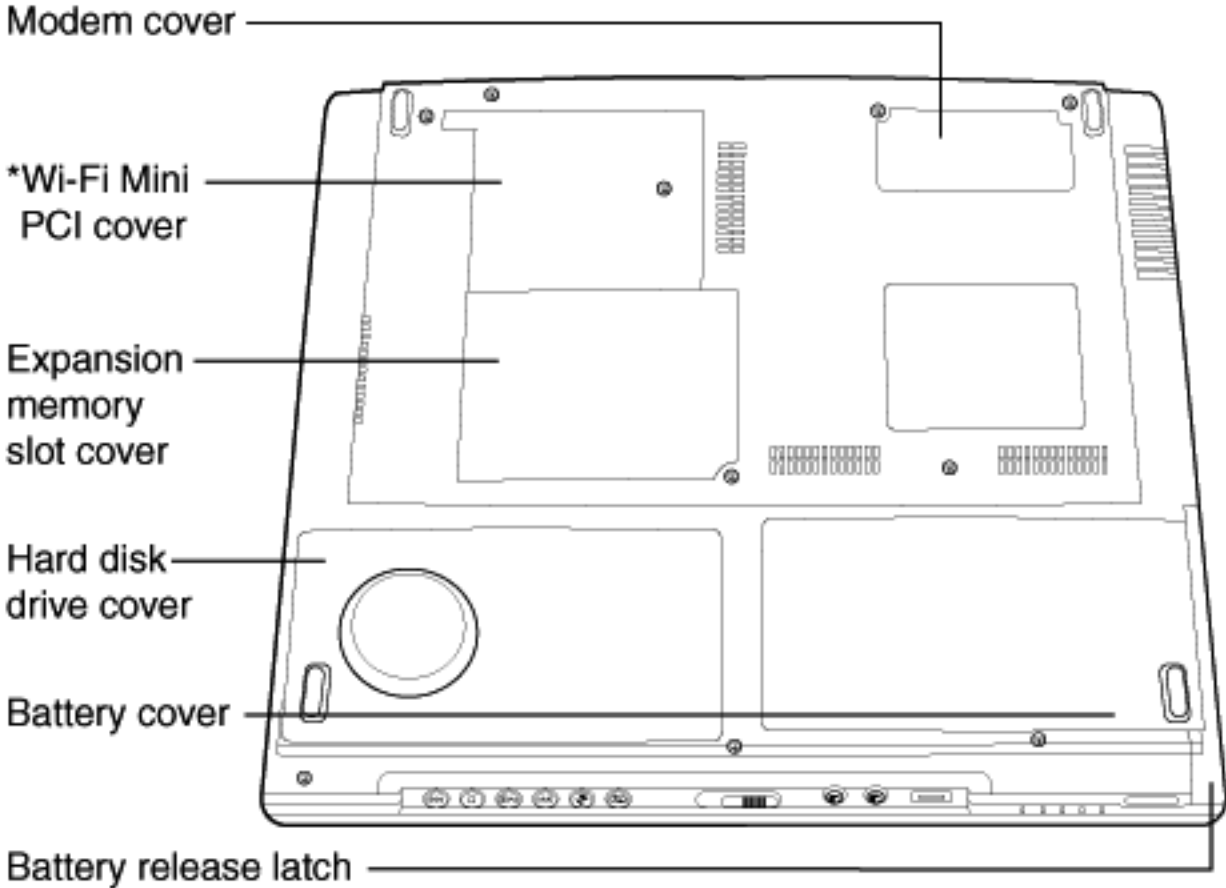 Modem cover
*Wi-Fi Mini
PCI cover
Expansion
memory
slot cover
Hard disk
drive cover
Battery cover
Battery release latch